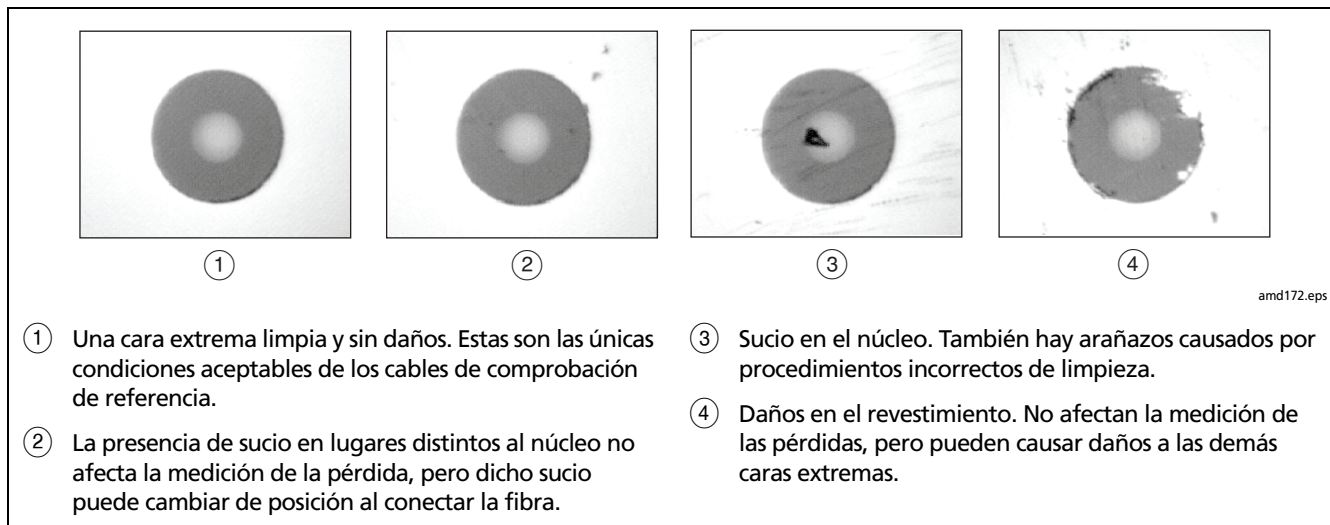 1
2
3
4
amd172.eps
1 Una cara extrema limpia y sin daños. Estas son las únicas
condiciones aceptables de los cables de comprobación
de referencia.
2 La presencia de sucio en lugares distintos al núcleo no
afecta la medición de la pérdida, pero dicho sucio
puede cambiar de posición al conectar la fibra.
3 Sucio en el núcleo. También hay arañazos causados por
procedimientos incorrectos de limpieza.
4 Daños en el revestimiento. No afectan la medición de
las pérdidas, pero pueden causar daños a las demás
caras extremas.